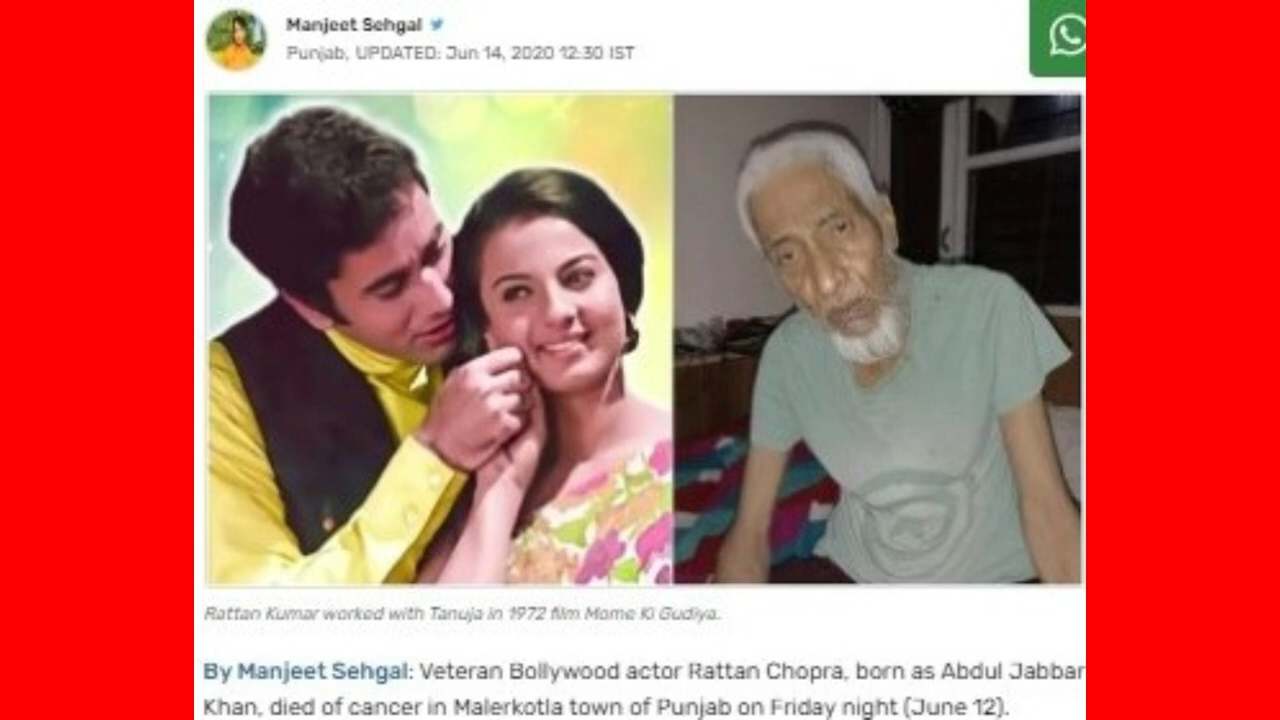 Manjeet Sehgal
Punjab, UPDATED: Jun 14, 2020 12:30 IST
Rattan Kumar worked with Tanuja in 1972 film Mome Ki Gudiya.
By Manjeet Sehgal: Veteran Bollywood actor Rattan Chopra, born as Abdul Jabbar
Khan, died of cancer in Malerkotla town of Punjab on Friday night (June 12).